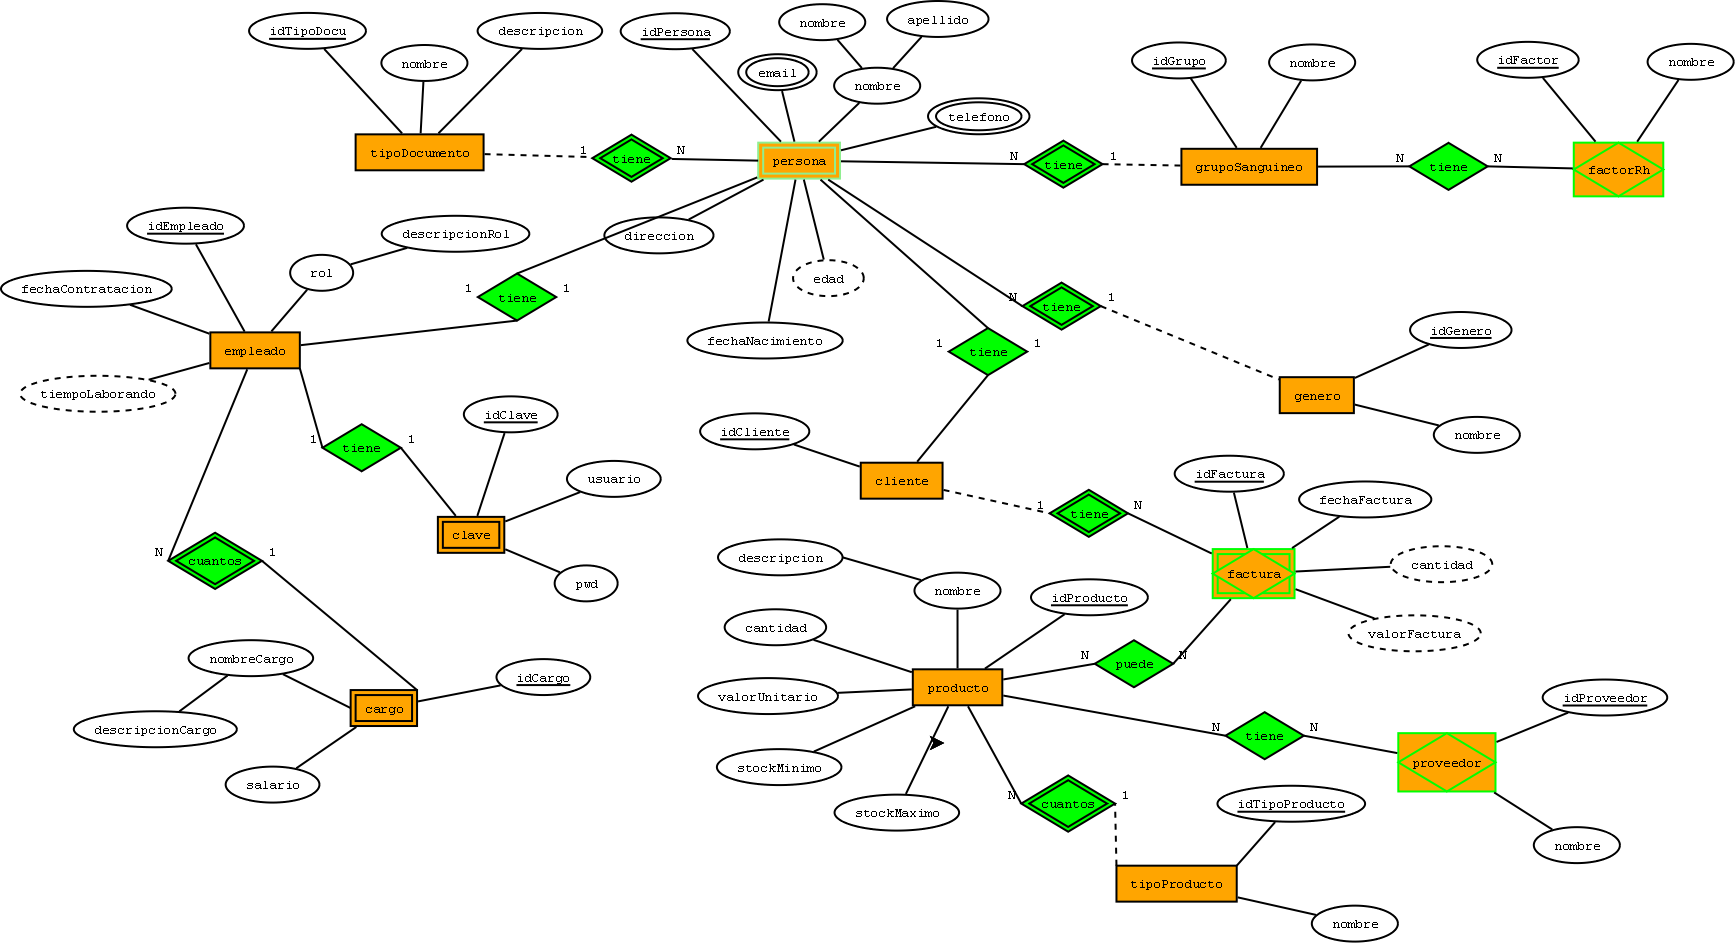 idTipoDocu
nombre
descripcion
tipoDocumento
1
tiene
N
idPersona
email
nombre
apellido
nombre
telefono
persona
direccion
edad
fechaNacimiento
N
tiene
1
idGrupo
nombre
grupoSanguineo
N
tiene
N
idFactor
nombre
factorRh
idEmpleado
descripcionRol
rol
fechaContratacion
empleado
tiempoLaborando
1
tiene
1
N
tiene
1
1
tiene
1
idGenero
genero
nombre
idClave
1
tiene
1
usuario
clave
pwd
N
cuantos
1
idCliente
cliente
1
tiene
N
idFactura
fechaFactura
factura
cantidad
valorFactura
descripcion
nombre
idProducto
cantidad
valorUnitario
producto
stockMinimo
stockMaximo
N
puede
N
nombreCargo
descripcionCargo
cargo
idCargo
salario
N
tiene
N
idProveedor
proveedor
nombre
N
cuantos
1
idTipoProducto
tipoProducto
nombre